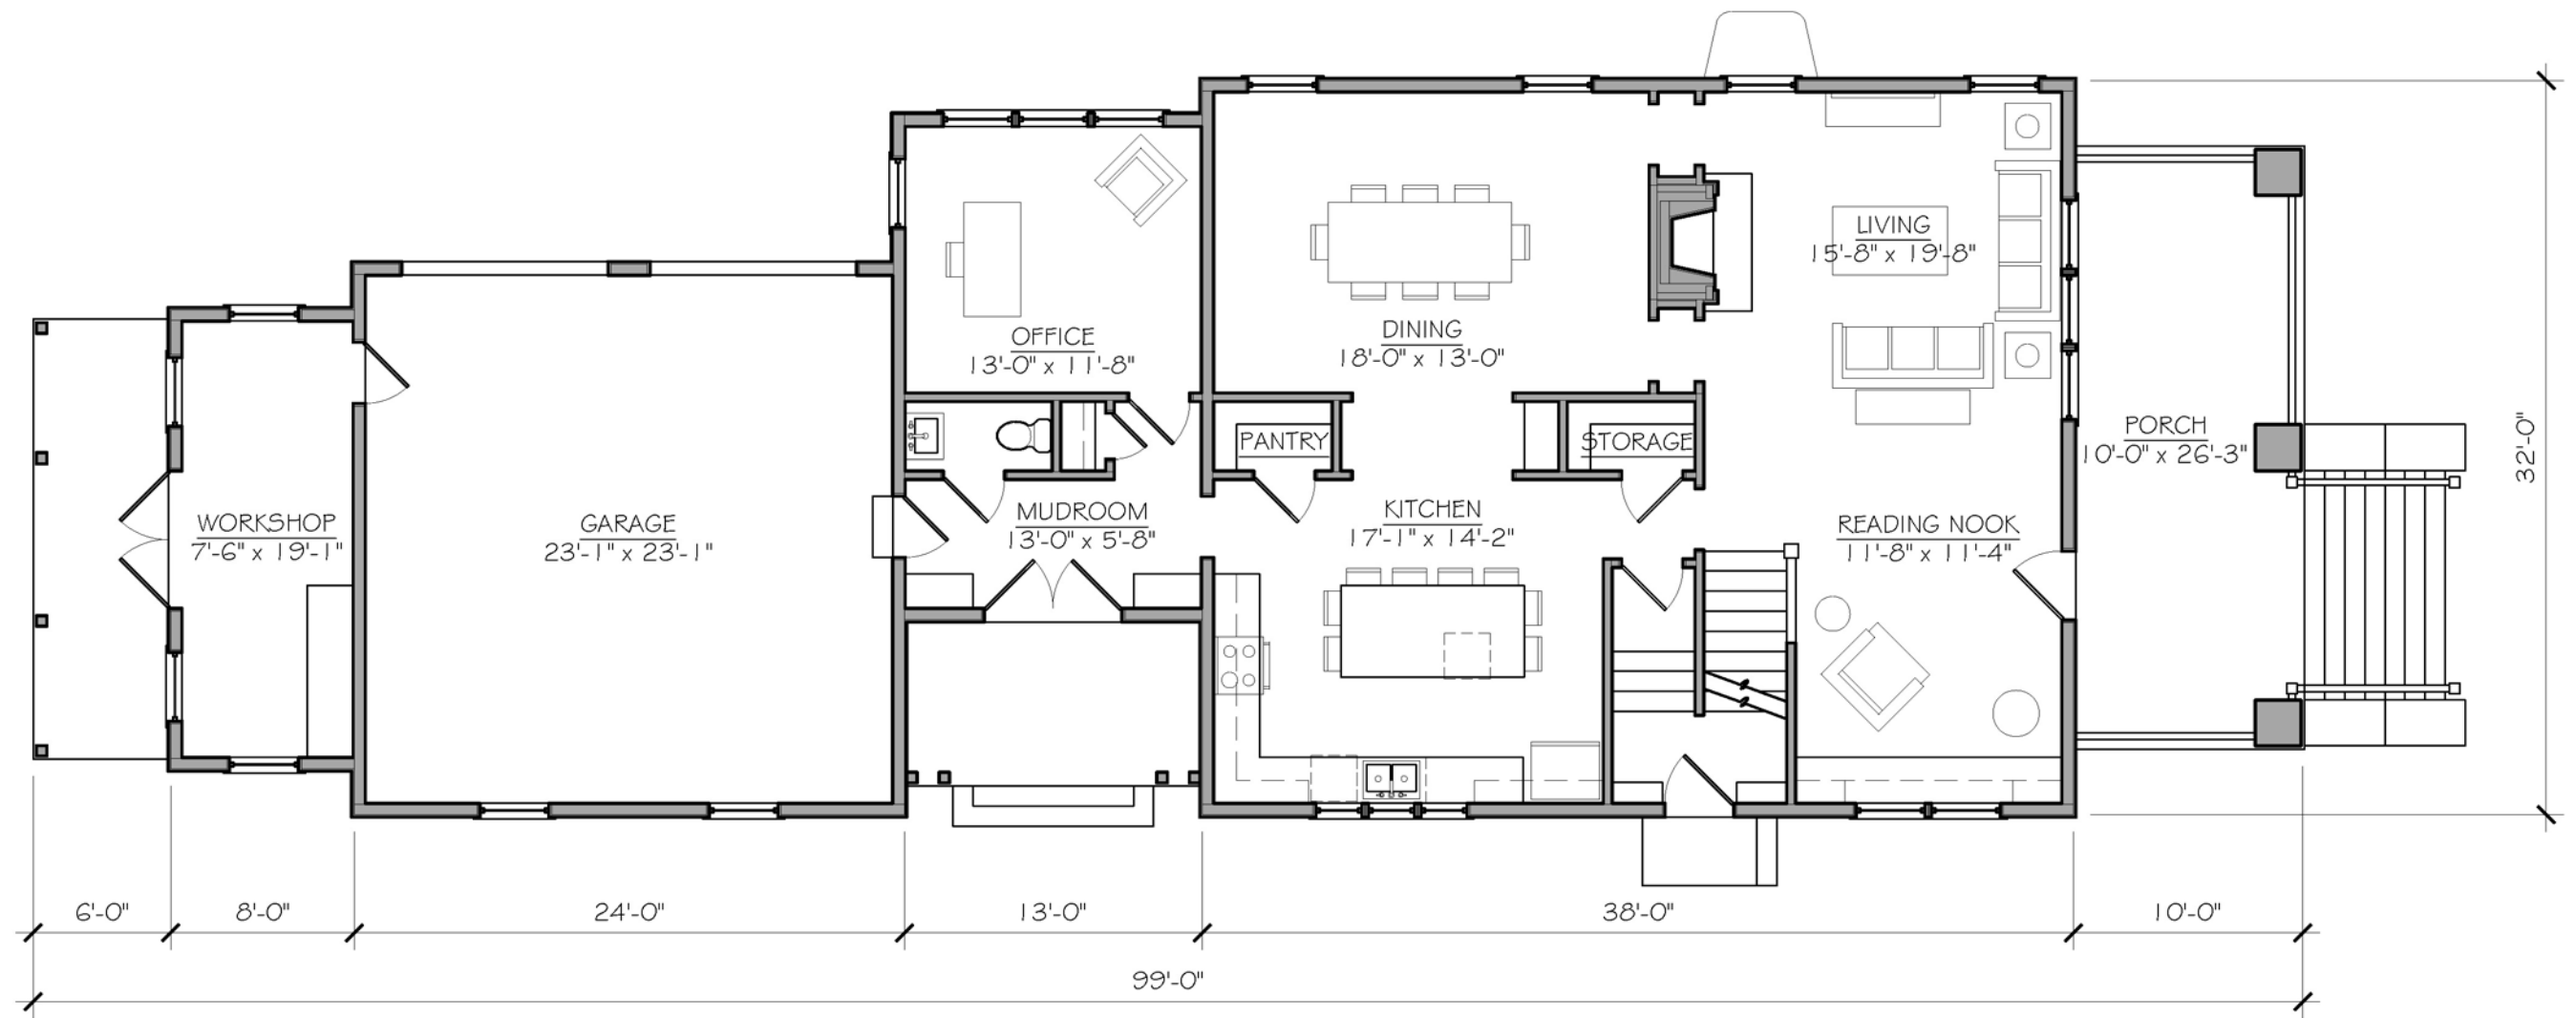 LIVING
15'-8" x 19'-8"
OFFICE
13'-0" x 11'-8"
DINING
18'-0" x 13'-0"
PANTRY
STORAGE
PORCH
10'-0" x 26'-3"
32'-0"
WORKSHOP
7'-6" x 19'-1"
GARAGE
23'-1" x 23'-1"
MUDROOM
13'-0" x 5'-8"
KITCHEN
17'-1" x 14'-2"
READING NOOK
11'-8" x 11'-4"
6'-0" 8'-0" 24'-0" 13'-0" 38'-0" 10'-0"
99'-0"